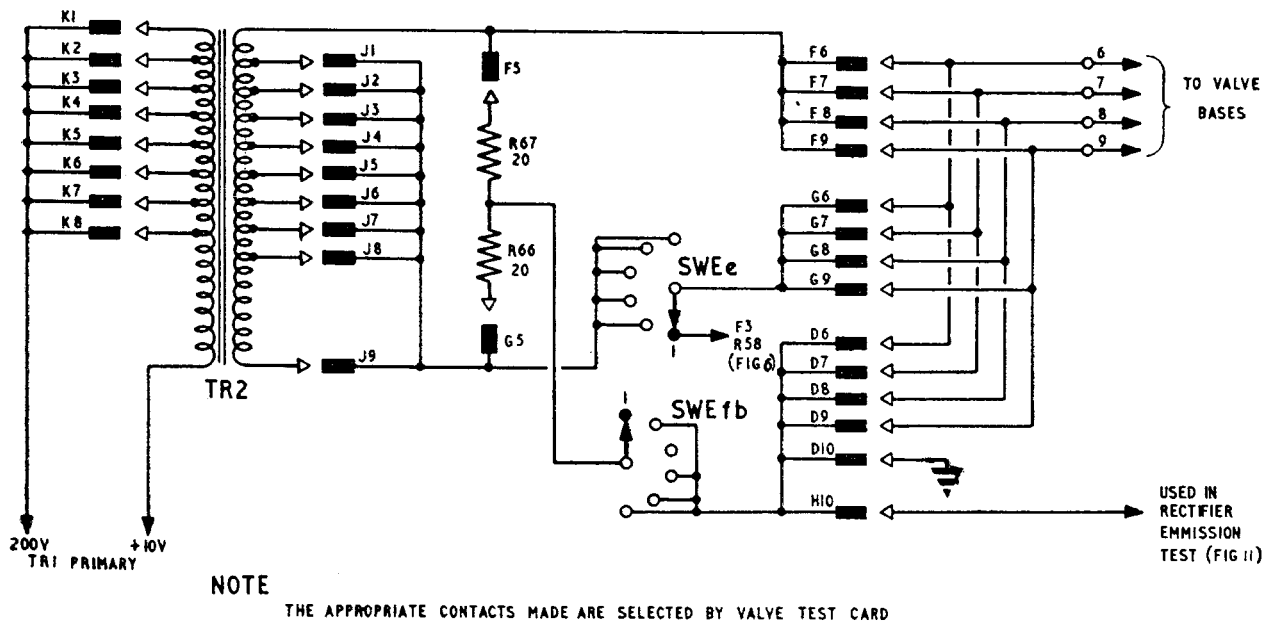 K1
K2
K3
K4
K5
K6
K7
K8
TR2
200V
+10V
TR1 PRIMARY
J1
J2
J3
J4
J5
J6
J7
J8
J9
F5
R67
20
R66
20
G5
SWEe
1
F3
R58
(FIG6)
SWEfb
1
F6
F7
F8
F9
G6
G7
G8
G9
D6
D7
D8
D9
D10
H10
6
7
8
9
TO VALVE
BASES
USED IN
RECTIFIER
EMMISSION
TEST (FIG 11)
NOTE
THE APPROPRIATE CONTACTS MADE ARE SELECTED BY VALVE TEST CARD